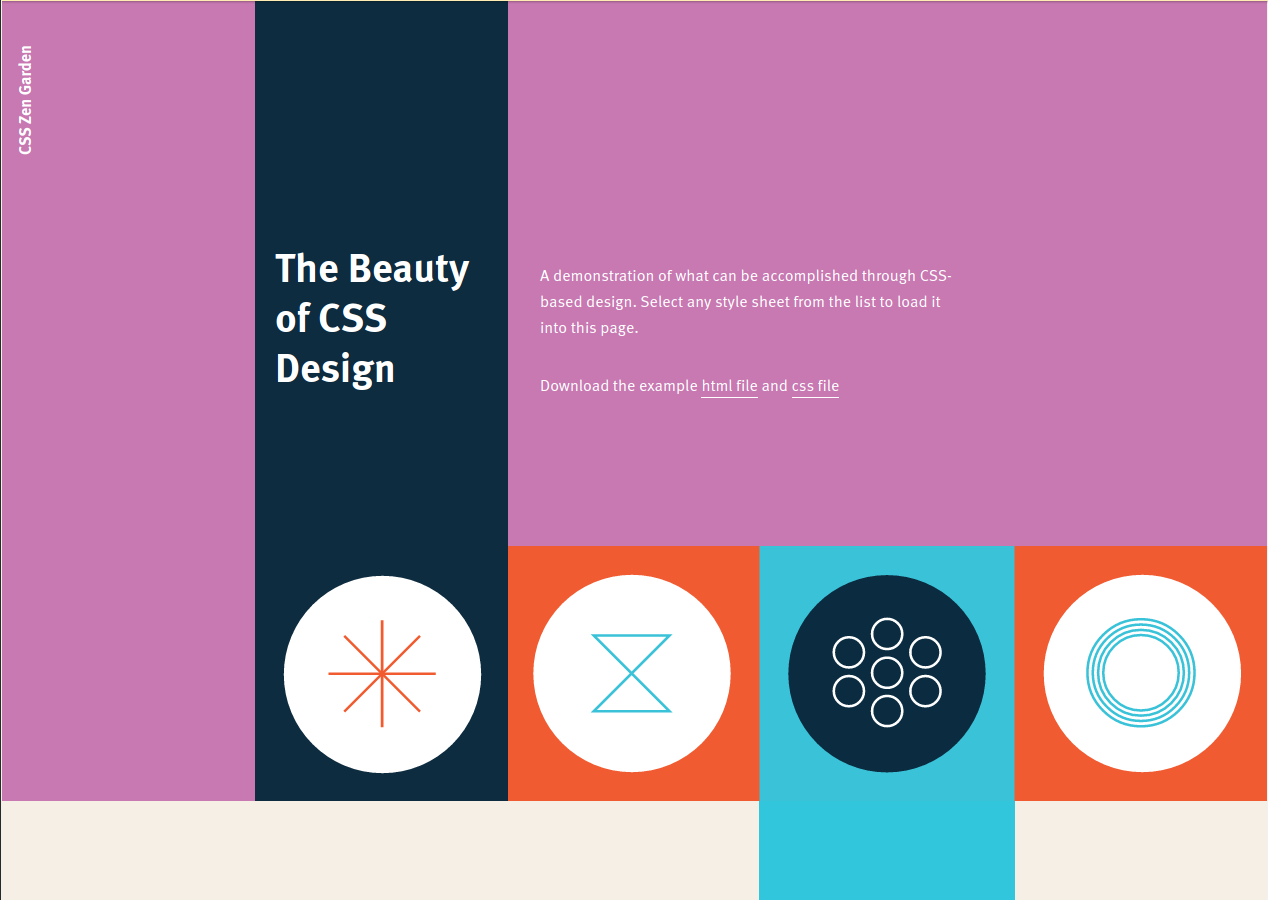 CSS Zen Garden
The Beauty
of CSS
Design
A demonstration of what can be accomplished through CSS-
based design. Select any style sheet from the list to load it
into this page.
Download the example html file and css file